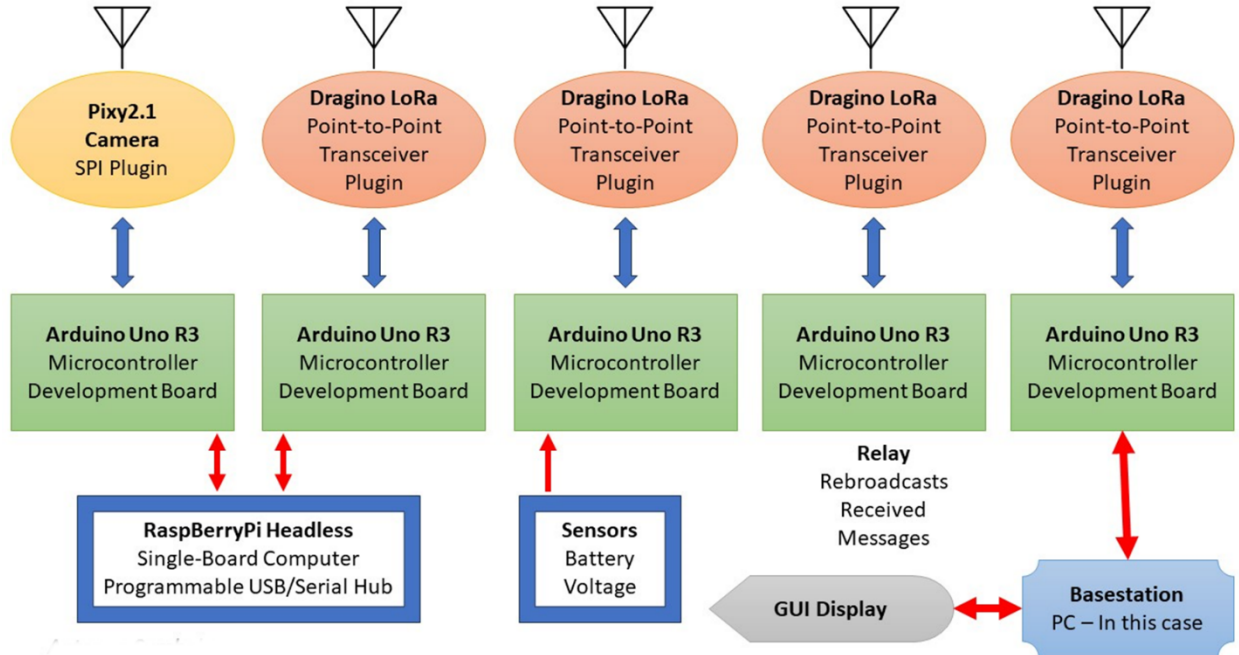 Pixy2.1
Camera
SPI Plugin
Dragino LoRa
Point-to-Point
Transceiver
Plugin
Dragino LoRa
Point-to-Point
Transceiver
Plugin
Dragino LoRa
Point-to-Point
Transceiver
Plugin
Dragino LoRa
Point-to-Point
Transceiver
Plugin
Arduino Uno R3
Microcontroller
Development Board
Arduino Uno R3
Microcontroller
Development Board
Arduino Uno R3
Microcontroller
Development Board
Arduino Uno R3
Microcontroller
Development Board
Arduino Uno R3
Microcontroller
Development Board
RaspBerryPi Headless
Single-Board Computer
Programmable USB/Serial Hub
Sensors
Battery
Voltage
Relay
Rebroadcasts
Received
Messages
GUI Display
Basestation
PC – In this case